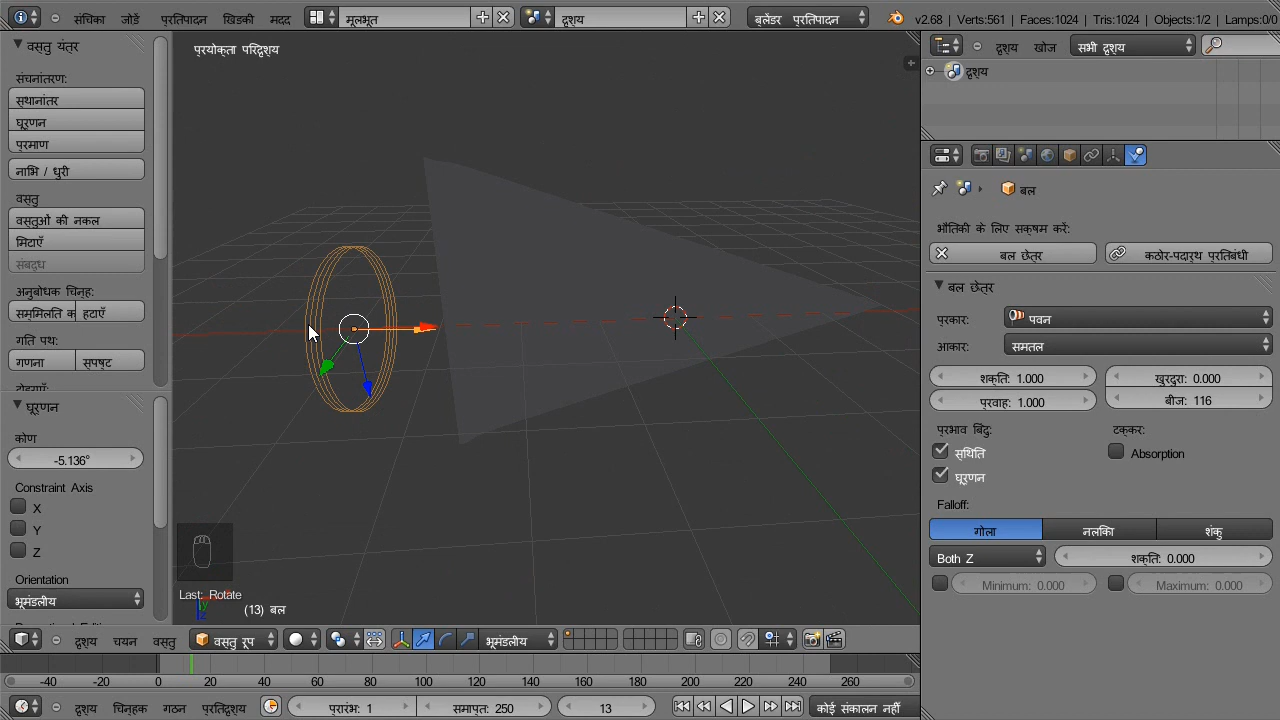 संचिका जोड़ें प्रतिपादन खिड़की मदद मूलभूत दृश्य ब्लेंडर प्रतिपादन v2.68 | Verts:561 | Faces:1024 | Tris:1024 | Objects:1/2 | Lamps:0/0
वस्तु यंत्र
संचनांतरण:
स्थानांतर
घूर्णन
प्रमाण
नाभि / धुरी
वस्तु
वस्तुओं की नकल
मिटाएँ
संबद्ध
अनुबोधक चिन्ह:
सम्मिलित क हटाएँ
गति पथ:
गणना स्पष्ट
घूर्णन
कोण
-5.136°
Constraint Axis
X
Y
Z
Orientation
भूमंडलीय
प्रयोक्ता परिदृश्य
Last: Rotate
(13) बल
दृश्य चयन वस्तु वस्तु रूप भूमंडलीय
-40 -20 0 20 40 60 80 100 120 140 160 180 200 220 240 260
दृश्य चिन्हक गठन प्रतिदृश्य प्रारंभ: 1 समाप्त: 250 13 कोई संकालन नहीं
दृश्य खोज सभी दृश्य
दृश्य
बल
भौतिकी के लिए सक्षम करें:
बल छेत्र कठोर-पदार्थ प्रतिबंधी
बल छेत्र
प्रकार: पवन
आकार: समतल
शक्ति: 1.000 खुरदुरा: 0.000
प्रवाह: 1.000 बीज: 116
प्रभाव बिंदु: टक्कर:
स्थिति Absorption
घूर्णन
Falloff:
गोला नलिका शंकु
Both Z शक्ति: 0.000
Minimum: 0.000 Maximum: 0.000